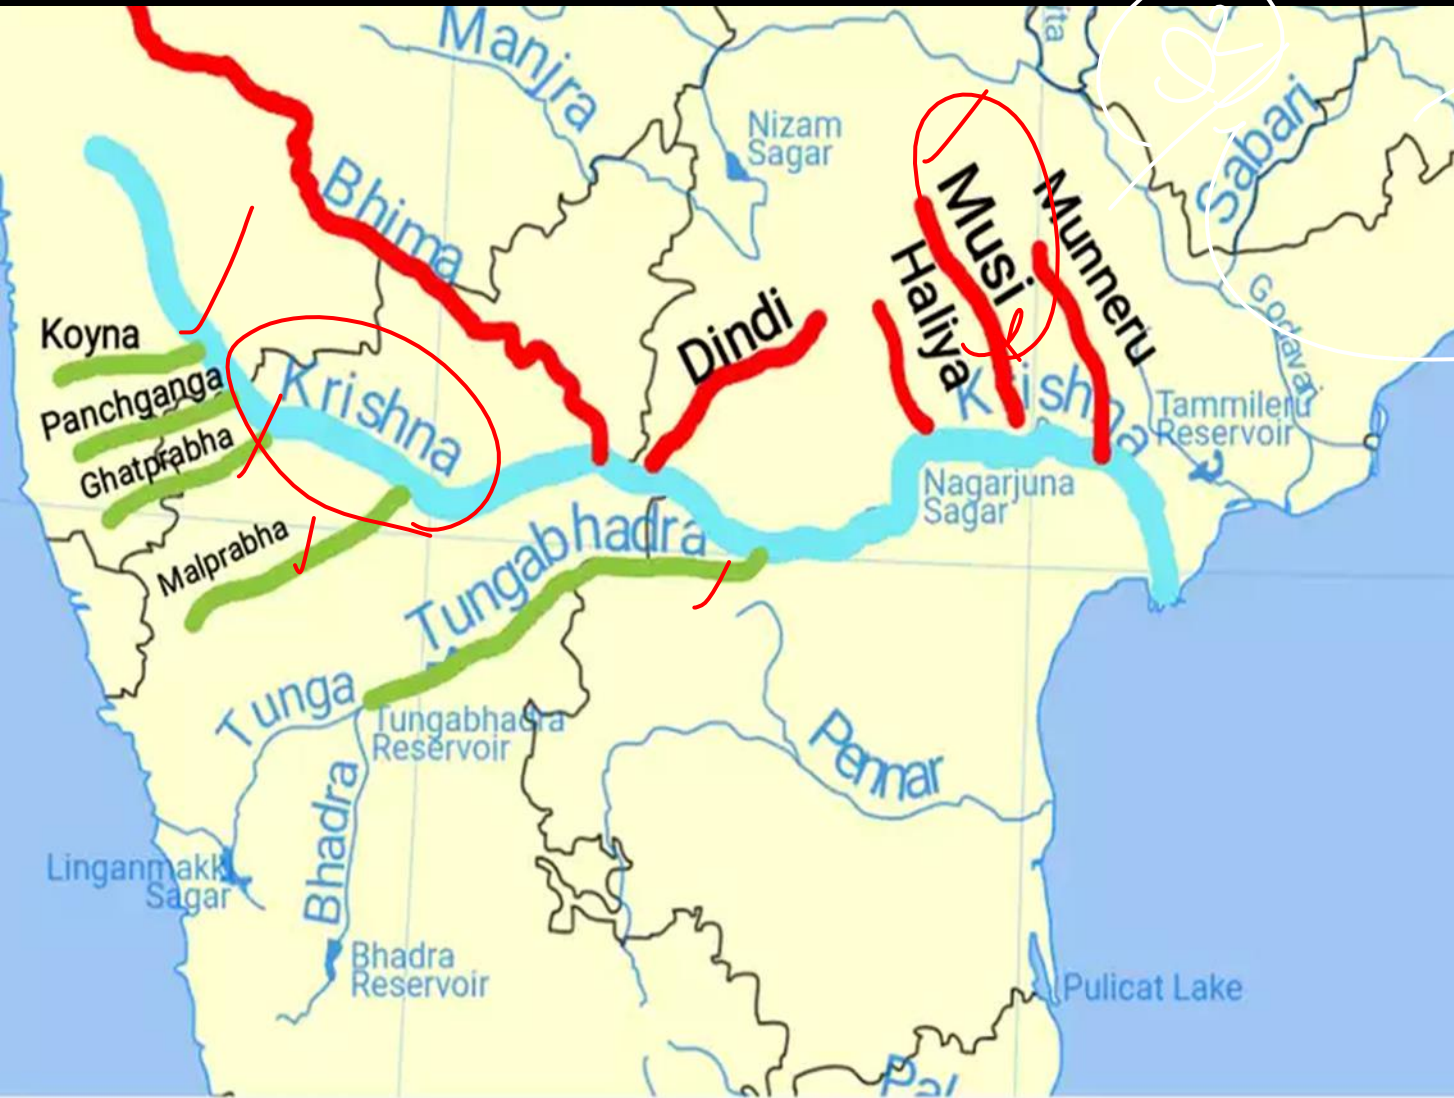 Manjra
ita
Nizam
Sagar
Sabari
Bhima
Musi
Munneru
Haliya
Godavari
Dindi
Koyna
Panchganga
Ghatprabha
Krishna
Krishna
Tammileru
Reservoir
Nagarjuna
Sagar
Malprabha
Tungabhadra
Tunga
Tungabhadra
Reservoir
Pennar
Bhadra
Linganmakki
Sagar
Bhadra
Reservoir
Pulicat Lake